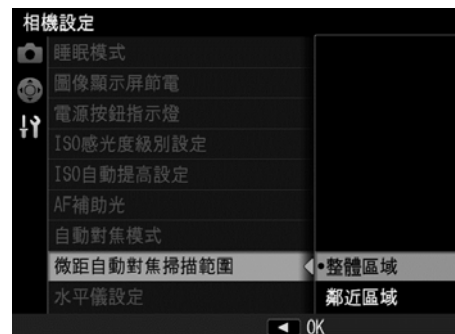 相機設定
睡眠模式
圖像顯示屏節電
電源按鈕指示燈
ISO感光度級別設定
ISO自動提高設定
AF補助光
自動對焦模式
微距自動對焦掃描範圍
•整體區域
水平儀設定
鄰近區域
OK